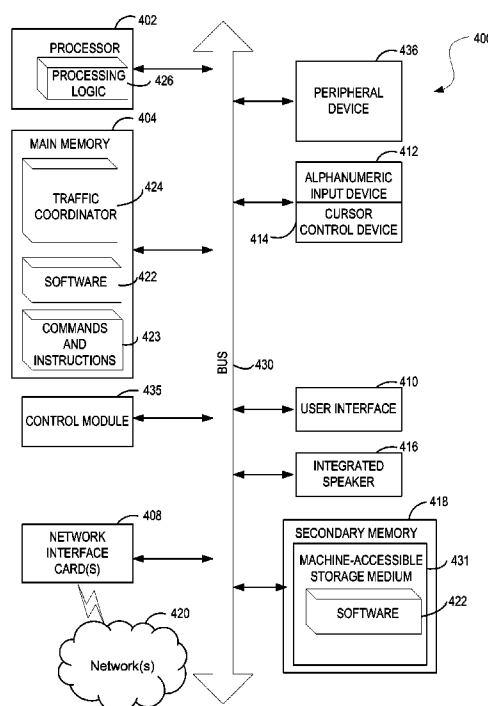 402
PROCESSOR
PROCESSING
LOGIC
426
404
MAIN MEMORY
TRAFFIC
COORDINATOR
424
SOFTWARE
422
COMMANDS
AND
INSTRUCTIONS
423
435
CONTROL MODULE
408
NETWORK
INTERFACE
CARD(S)
420
Network(s)
BUS
430
400
436
PERIPHERAL
DEVICE
412
ALPHANUMERIC
INPUT DEVICE
CURSOR
CONTROL DEVICE
414
410
USER INTERFACE
416
INTEGRATED
SPEAKER
418
SECONDARY MEMORY
MACHINE-ACCESSIBLE
STORAGE MEDIUM
431
SOFTWARE
422